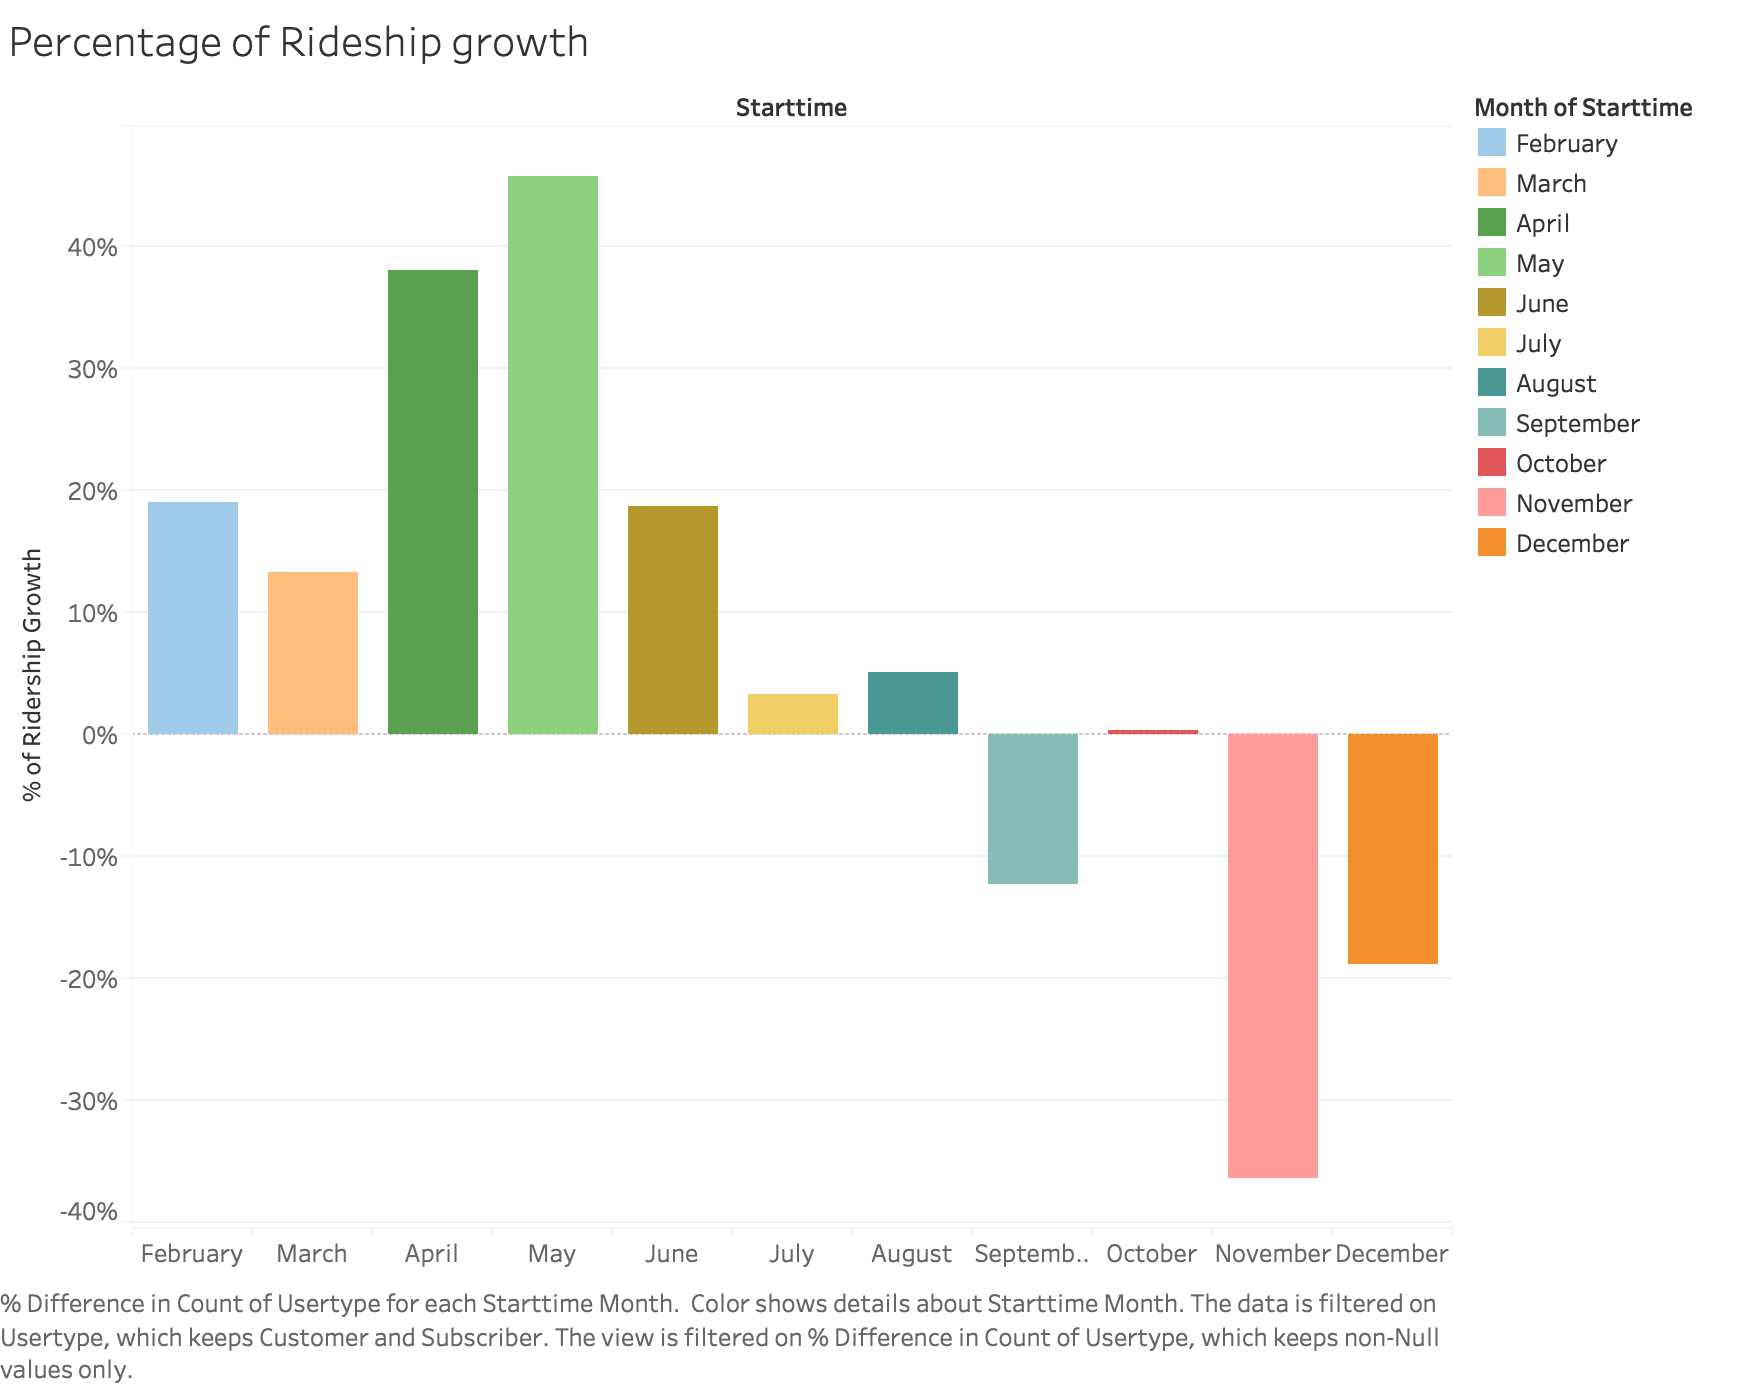 Percentage of Rideship growth
Starttime
Month of Starttime
February
March
April
May
June
July
August
September
October
November
December
% of Ridership Growth
40%
30%
20%
10%
0%
-10%
-20%
-30%
-40%
February March April May June July August Septemb.. October November December
% Difference in Count of Usertype for each Starttime Month.  Color shows details about Starttime Month. The data is filtered on
Usertype, which keeps Customer and Subscriber. The view is filtered on % Difference in Count of Usertype, which keeps non-Null
values only.